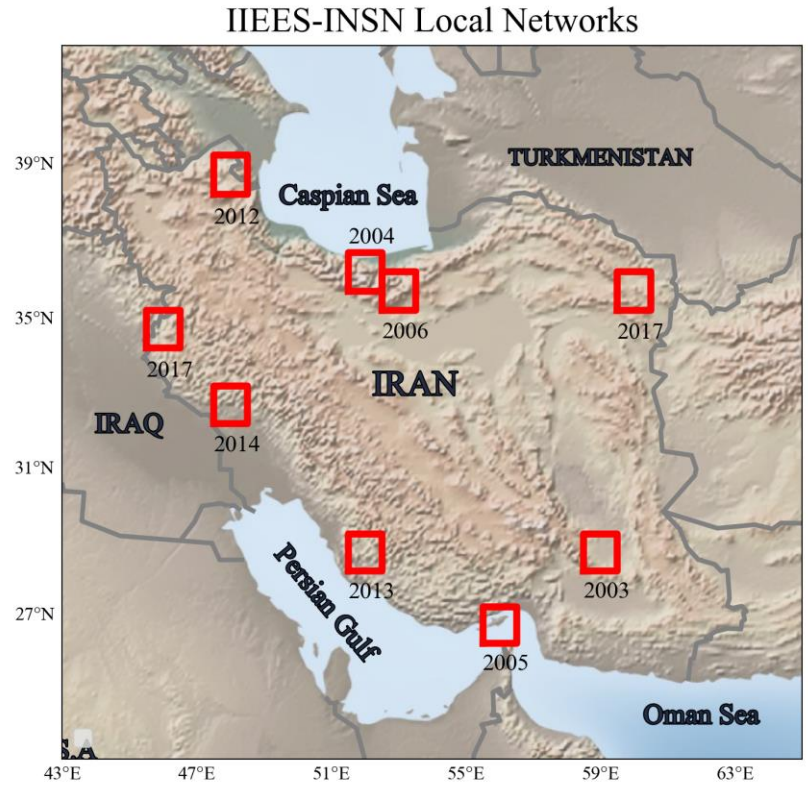 IIEES-INSN Local Networks
39°N
TURKMENISTAN
Caspian Sea
2012
2004
35°N
2006
2017
2017
IRAN
IRAQ
2014
31°N
Persian Gulf
2013
2003
27°N
2005
Oman Sea
S.A
43°E
47°E
51°E
55°E
59°E
63°E